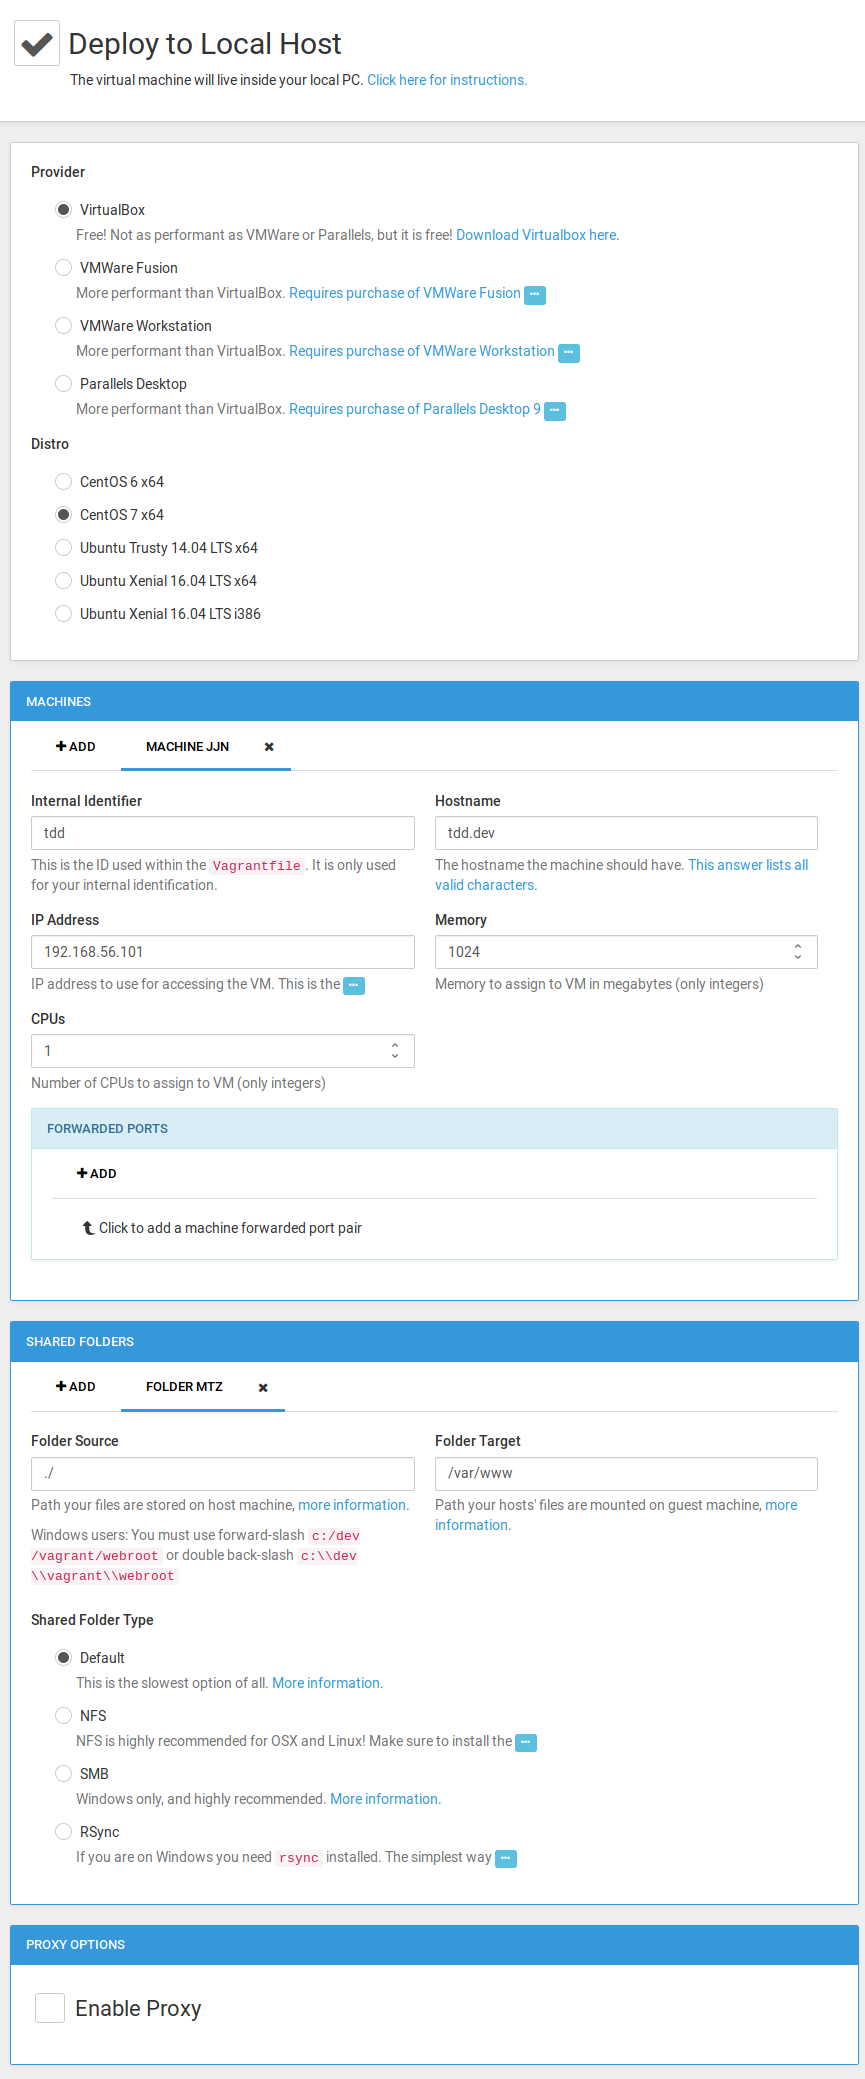 Deploy to Local Host
The virtual machine will live inside your local PC. Click here for instructions.
Provider
VirtualBox
Free! Not as performant as VMWare or Parallels, but it is free! Download Virtualbox here.
VMWare Fusion
More performant than VirtualBox. Requires purchase of VMWare Fusion ...
VMWare Workstation
More performant than VirtualBox. Requires purchase of VMWare Workstation ...
Parallels Desktop
More performant than VirtualBox. Requires purchase of Parallels Desktop 9 ...
Distro
CentOS 6 x64
CentOS 7 x64
Ubuntu Trusty 14.04 LTS x64
Ubuntu Xenial 16.04 LTS x64
Ubuntu Xenial 16.04 LTS i386
MACHINES
ADD MACHINE JJN
Internal Identifier Hostname
tdd tdd.dev
This is the ID used within the Vagrantfile. It is only used The hostname the machine should have. This answer lists all
for your internal identification. valid characters.
IP Address Memory
192.168.56.101 1024
IP address to use for accessing the VM. This is the ... Memory to assign to VM in megabytes (only integers)
CPUs
1
Number of CPUs to assign to VM (only integers)
FORWARDED PORTS
ADD
Click to add a machine forwarded port pair
SHARED FOLDERS
ADD FOLDER MTZ
Folder Source Folder Target
./ /var/www
Path your files are stored on host machine, more information. Path your hosts' files are mounted on guest machine, more
information.
Windows users: You must use forward-slash c:/dev
/vagrant/webroot or double back-slash c:\\dev
\\vagrant\\webroot
Shared Folder Type
Default
This is the slowest option of all. More information.
NFS
NFS is highly recommended for OSX and Linux! Make sure to install the ...
SMB
Windows only, and highly recommended. More information.
RSync
If you are on Windows you need rsync installed. The simplest way ...
PROXY OPTIONS
Enable Proxy